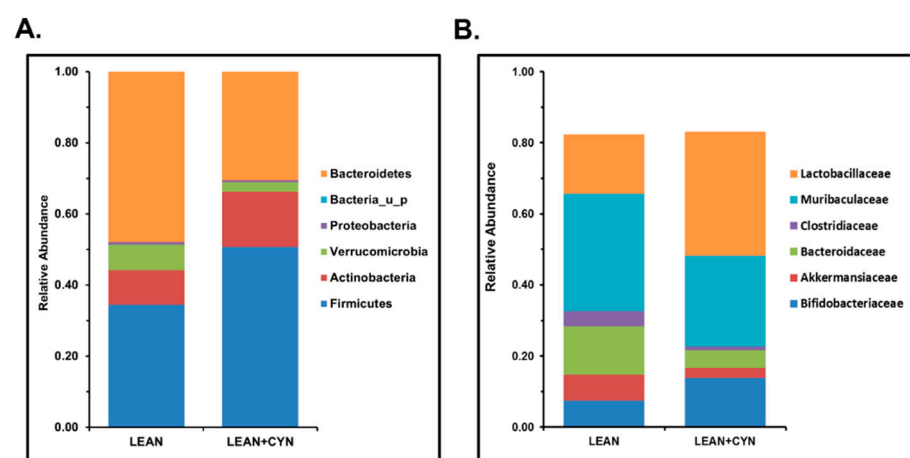 A.
Relative Abundance
1.00
0.80
0.60
0.40
0.20
0.00
LEAN
LEAN+CYN
Bacteroidetes
Bacteria_u_p
Proteobacteria
Verrucomicrobia
Actinobacteria
Firmicutes
B.
Relative Abundance
1.00
0.80
0.60
0.40
0.20
0.00
LEAN
LEAN+CYN
Lactobacillaceae
Muribaculaceae
Clostridiaceae
Bacteroidaceae
Akkermansiaceae
Bifidobacteriaceae